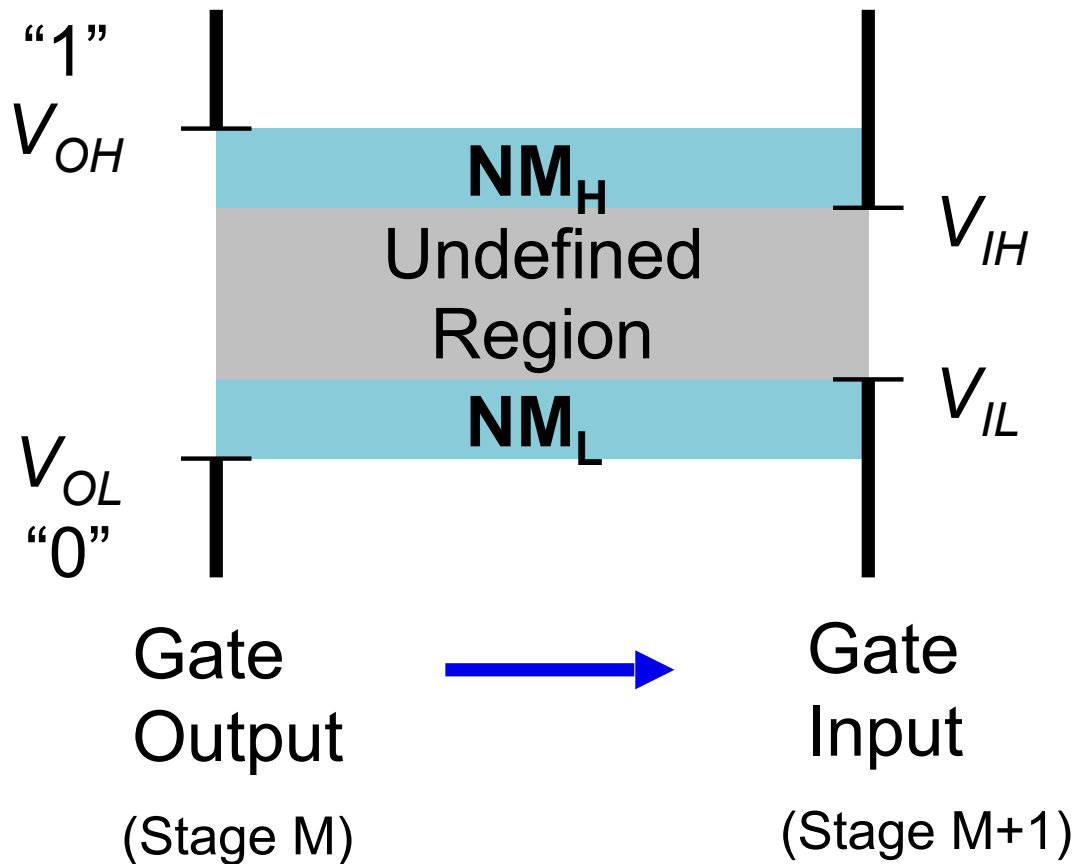 “1”
V_OH
NM_H
V_IH
Undefined
Region
V_IL
NM_L
V_OL
“0”
Gate
Output
(Stage M)
Gate
Input
(Stage M+1)